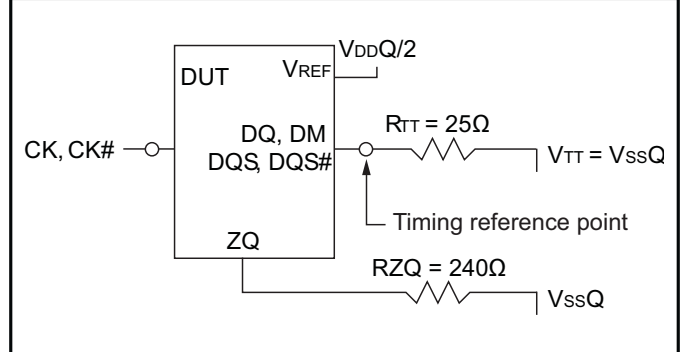 VDDQ/2
DUT
VREF
CK, CK#
DQ, DM
DQS, DQS#
RTT = 25Ω
VTT = VSSQ
Timing reference point
ZQ
RZQ = 240Ω
VSSQ